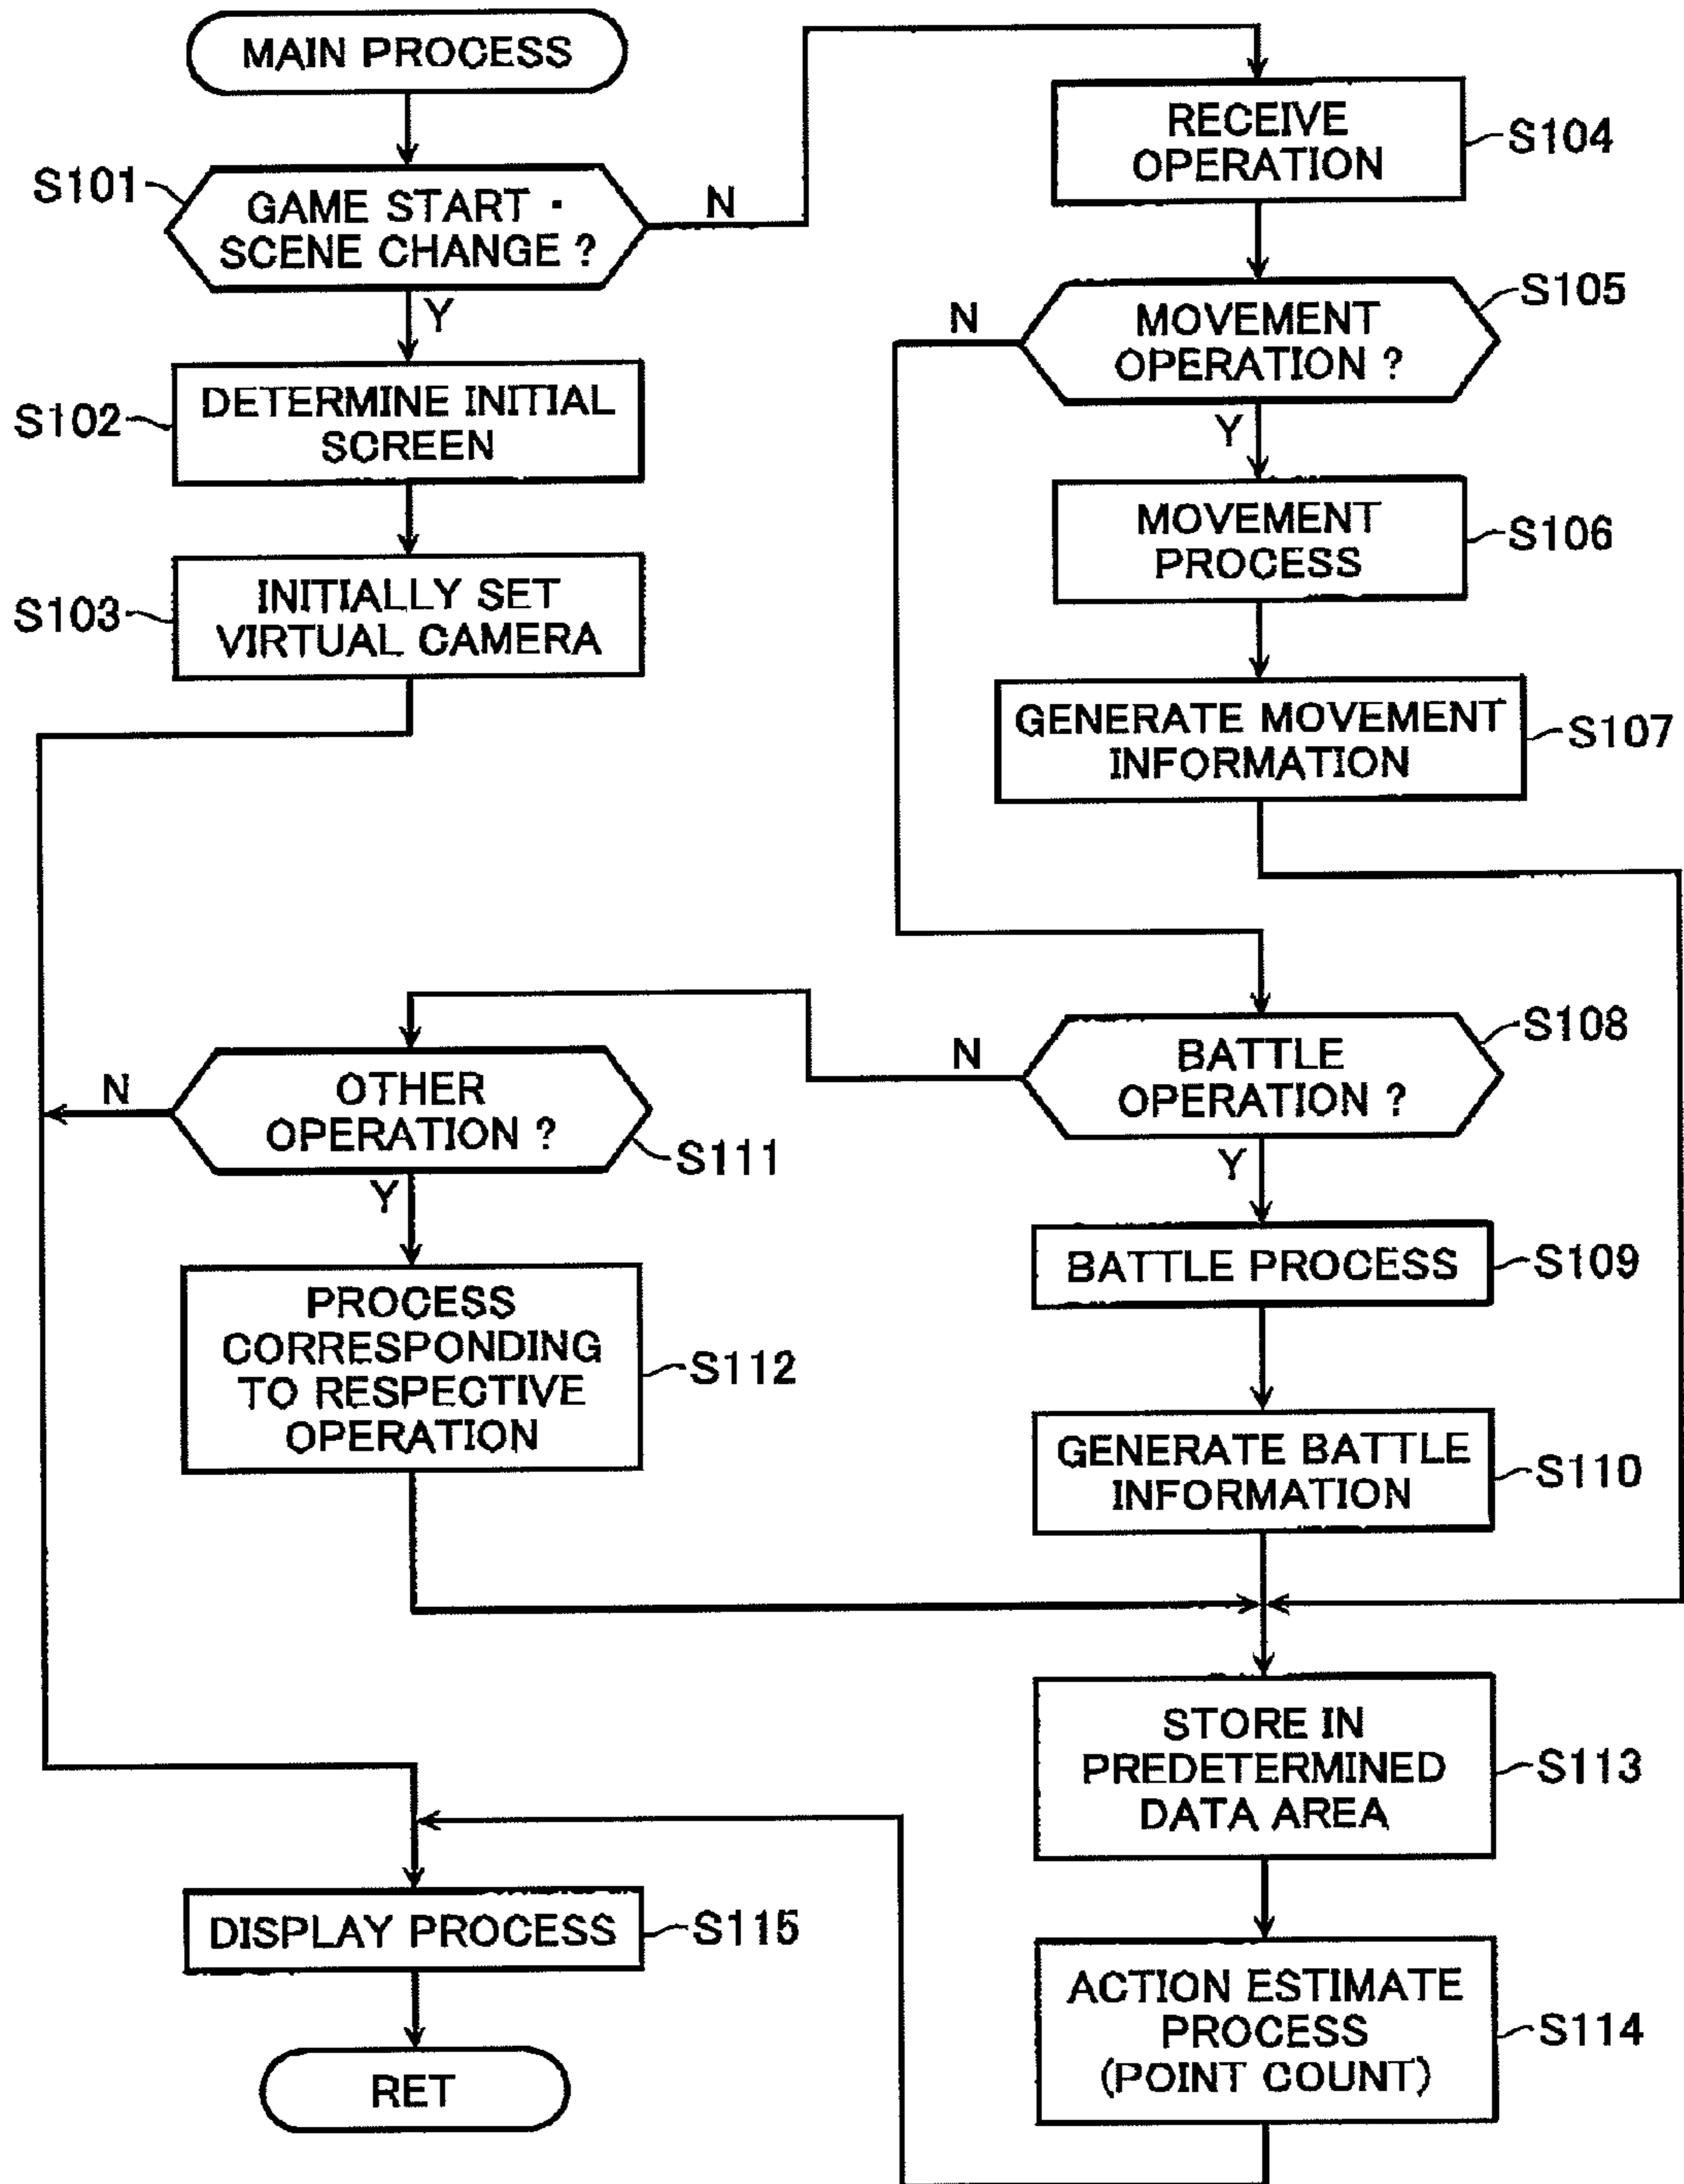 MAIN PROCESS
S101
GAME START ・
SCENE CHANGE ?
N
Y
S102
DETERMINE INITIAL
SCREEN
S103
INITIALLY SET
VIRTUAL CAMERA
RECEIVE
OPERATION
S104
MOVEMENT
OPERATION ?
S105
N
Y
MOVEMENT
PROCESS
S106
GENERATE MOVEMENT
INFORMATION
S107
BATTLE
OPERATION ?
S108
N
Y
BATTLE PROCESS
S109
GENERATE BATTLE
INFORMATION
S110
OTHER
OPERATION ?
S111
N
Y
PROCESS
CORRESPONDING
TO RESPECTIVE
OPERATION
S112
STORE IN
PREDETERMINED
DATA AREA
S113
ACTION ESTIMATE
PROCESS
(POINT COUNT)
S114
DISPLAY PROCESS
S115
RET